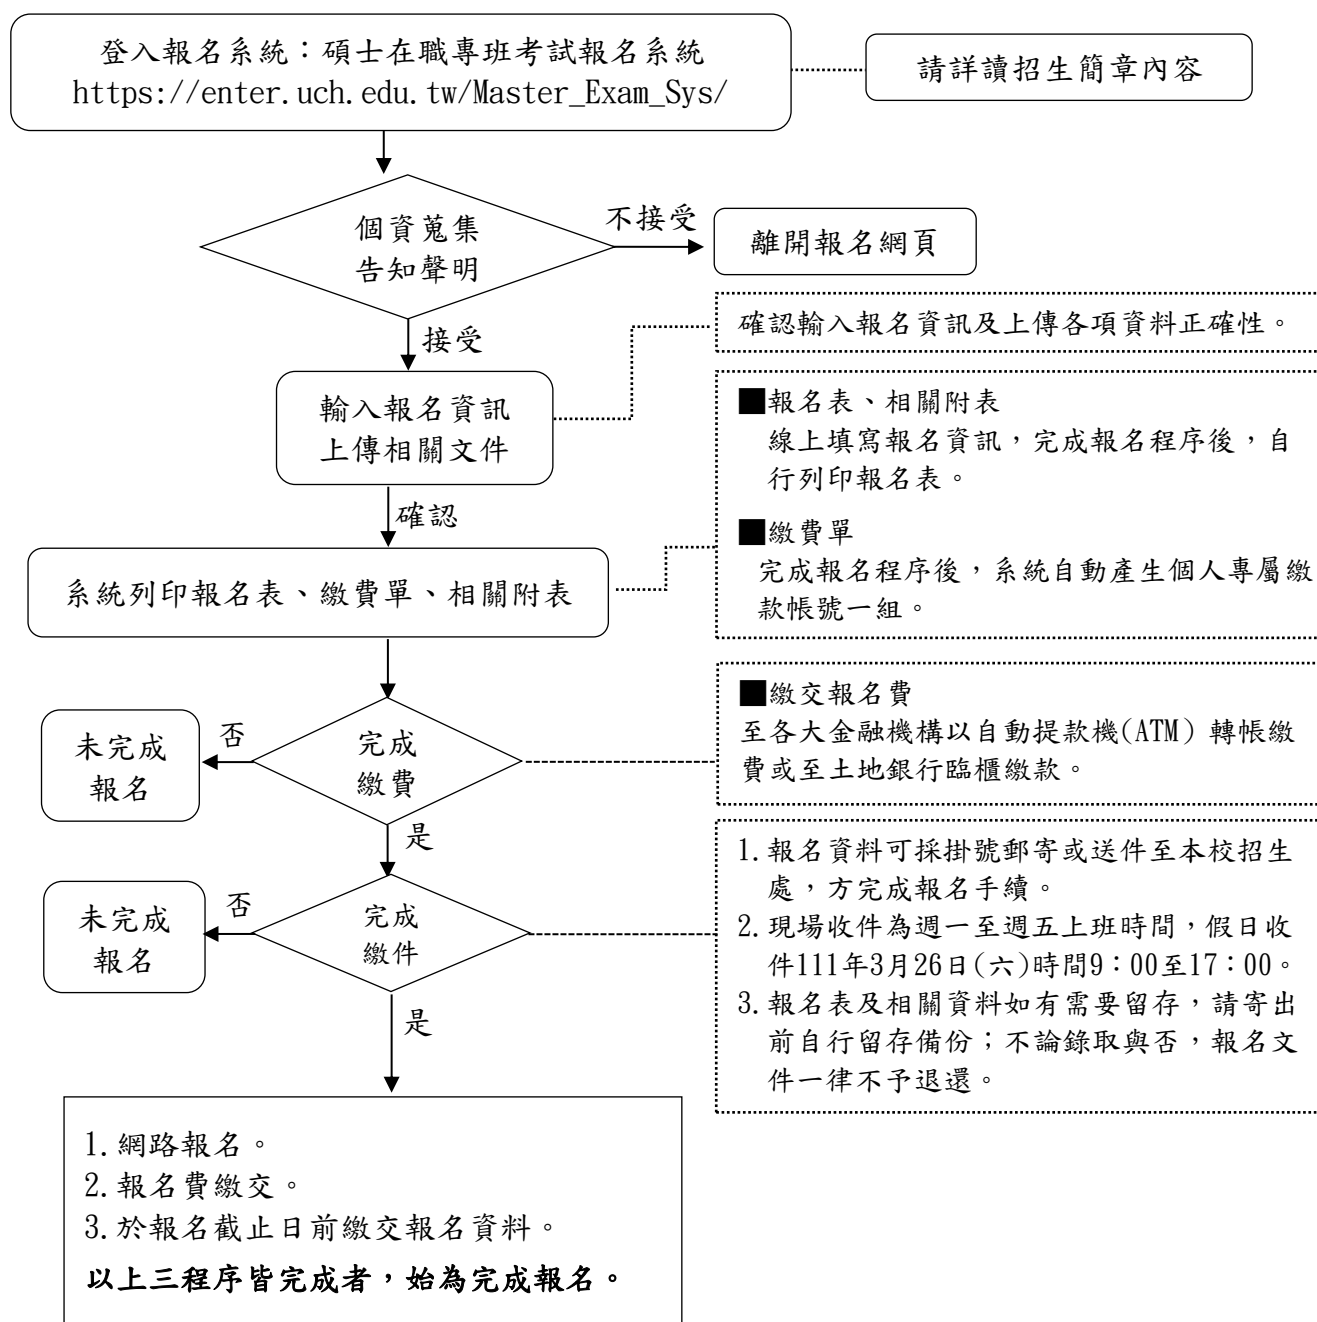 登入報名系統：碩士在職專班考試報名系統
https://enter.uch.edu.tw/Master_Exam_Sys/
請詳讀招生簡章內容
個資蒐集
告知聲明
不接受
離開報名網頁
接受
確認輸入報名資訊及上傳各項資料正確性。
輸入報名資訊
上傳相關文件
■報名表、相關附表
線上填寫報名資訊，完成報名程序後，自
行列印報名表。
■繳費單
完成報名程序後，系統自動產生個人專屬繳
款帳號一組。
確認
系統列印報名表、繳費單、相關附表
■繳交報名費
至各大金融機構以自動提款機(ATM) 轉帳繳
費或至土地銀行臨櫃繳款。
完成
繳費
否
未完成
報名
是
1.報名資料可採掛號郵寄或送件至本校招生
處，方完成報名手續。
2.現場收件為週一至週五上班時間，假日收
件111年3月26日(六)時間9：00至17：00。
3.報名表及相關資料如有需要留存，請寄出
前自行留存備份；不論錄取與否，報名文
件一律不予退還。
完成
繳件
否
未完成
報名
是
1.網路報名。
2.報名費繳交。
3.於報名截止日前繳交報名資料。
以上三程序皆完成者，始為完成報名。